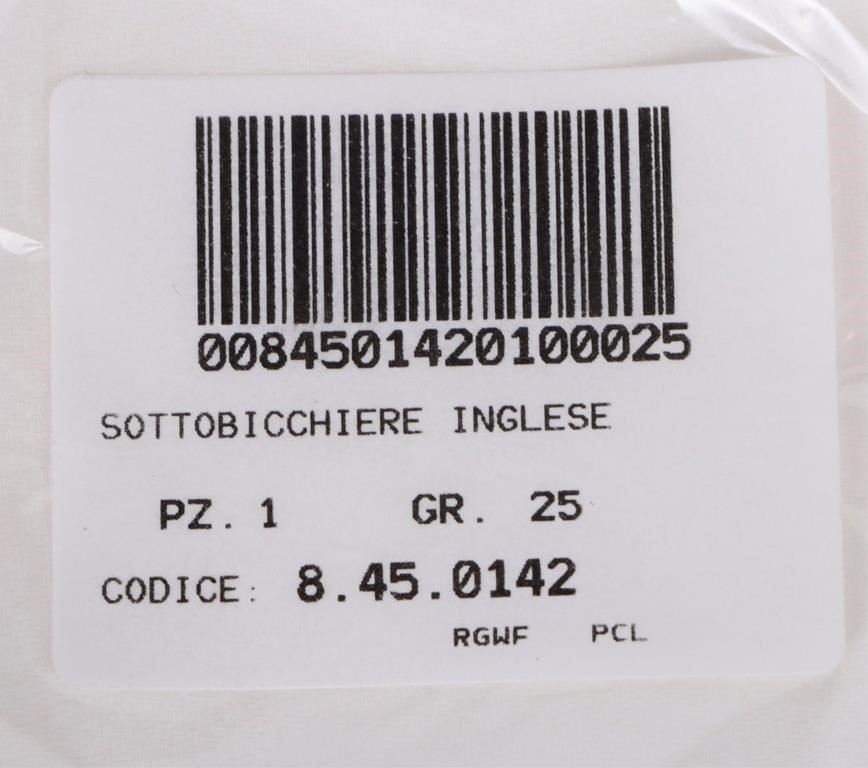 0084501420100025
SOTTOBICCHIERE INGLESE
PZ. 1 GR. 25
CODICE: 8.45.0142
RGWF PCL